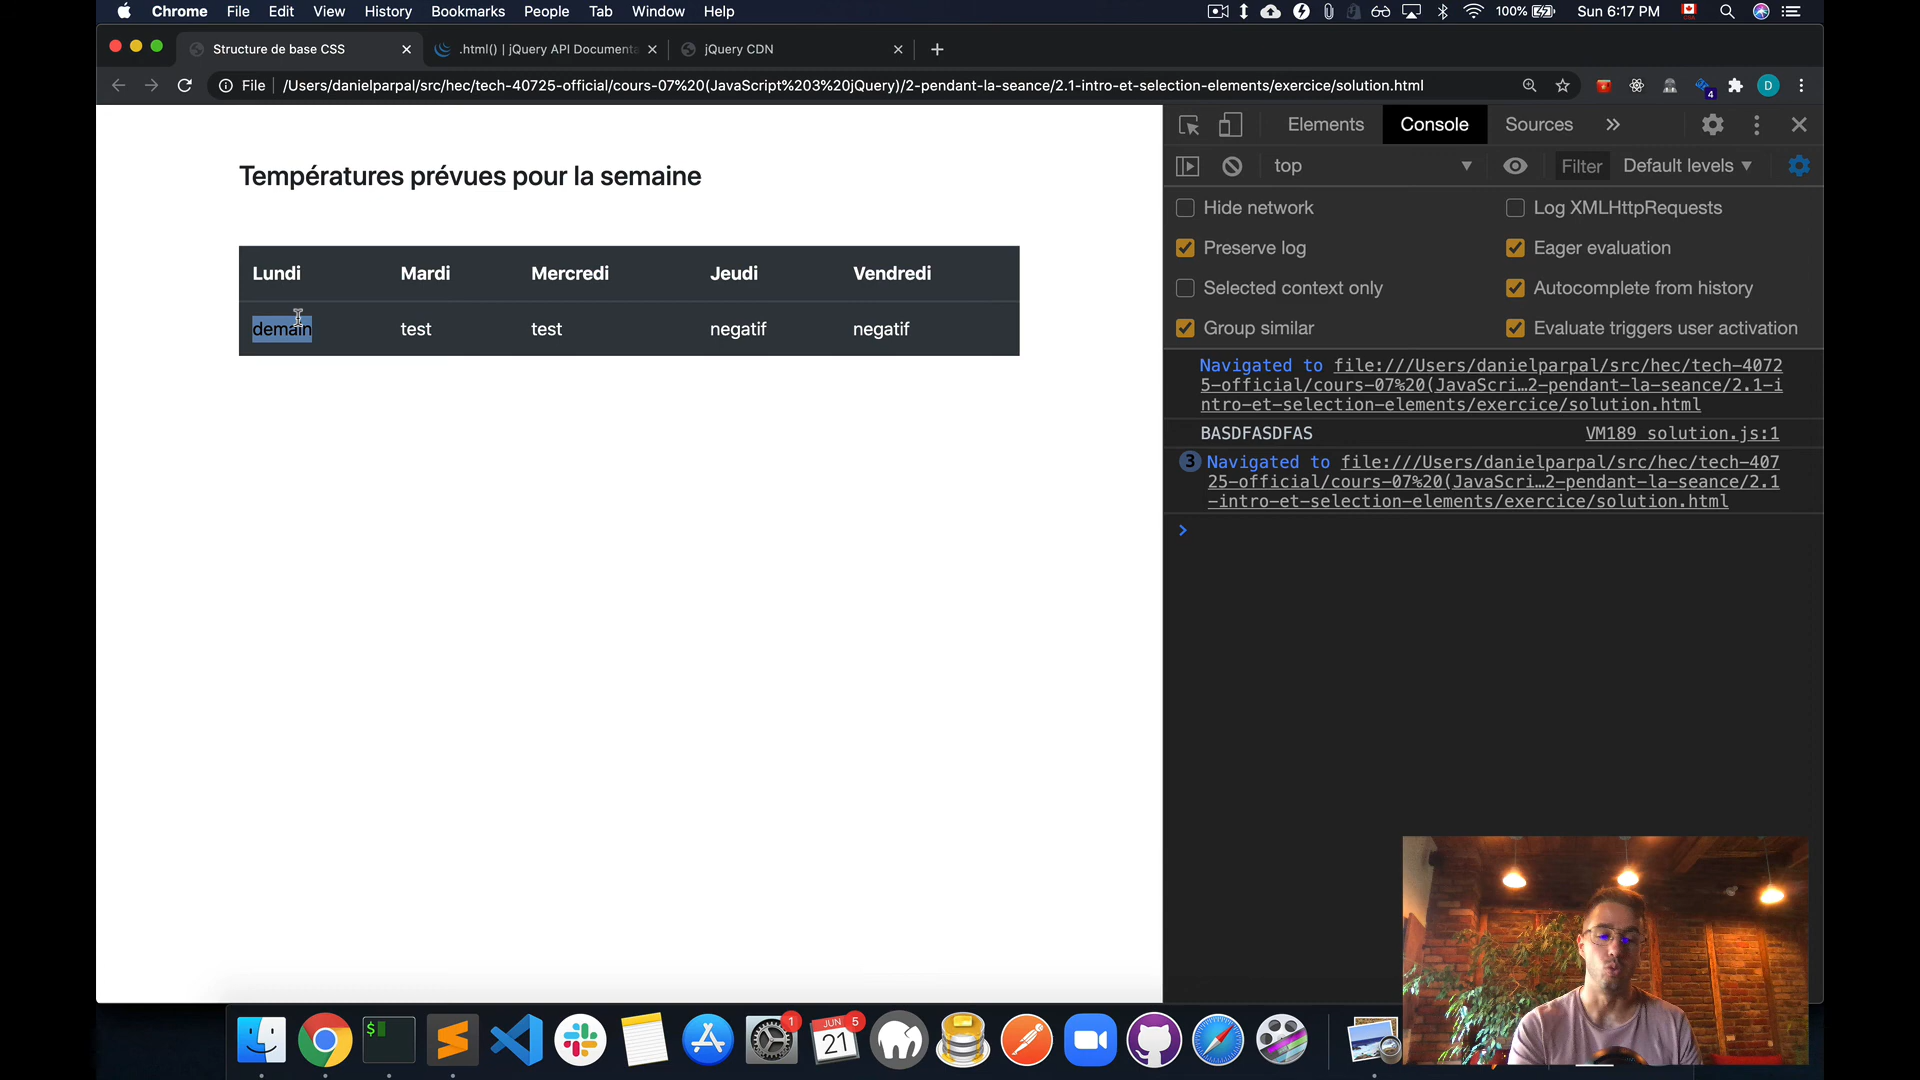 Chrome File Edit View History Bookmarks People Tab Window Help 100% Sun 6:17 PM
Structure de base CSS .html() | jQuery API Documenta jQuery CDN
File /Users/danielparpal/src/hec/tech-40725-official/cours-07%20(JavaScript%203%20jQuery)/2-pendant-la-seance/2.1-intro-et-selection-elements/exercice/solution.html 4 D
Températures prévues pour la semaine
Lundi Mardi Mercredi Jeudi Vendredi
demain test test negatif negatif
Elements Console Sources
top Filter Default levels
Hide network Log XMLHttpRequests
Preserve log Eager evaluation
Selected context only Autocomplete from history
Group similar Evaluate triggers user activation
Navigated to file:///Users/danielparpal/src/hec/tech-4072
5-official/cours-07%20(JavaScri…2-pendant-la-seance/2.1-i
ntro-et-selection-elements/exercice/solution.html
BASDFASDFAS VM189 solution.js:1
3 Navigated to file:///Users/danielparpal/src/hec/tech-407
25-official/cours-07%20(JavaScri…2-pendant-la-seance/2.1
-intro-et-selection-elements/exercice/solution.html
$ 1 JUN 21 5